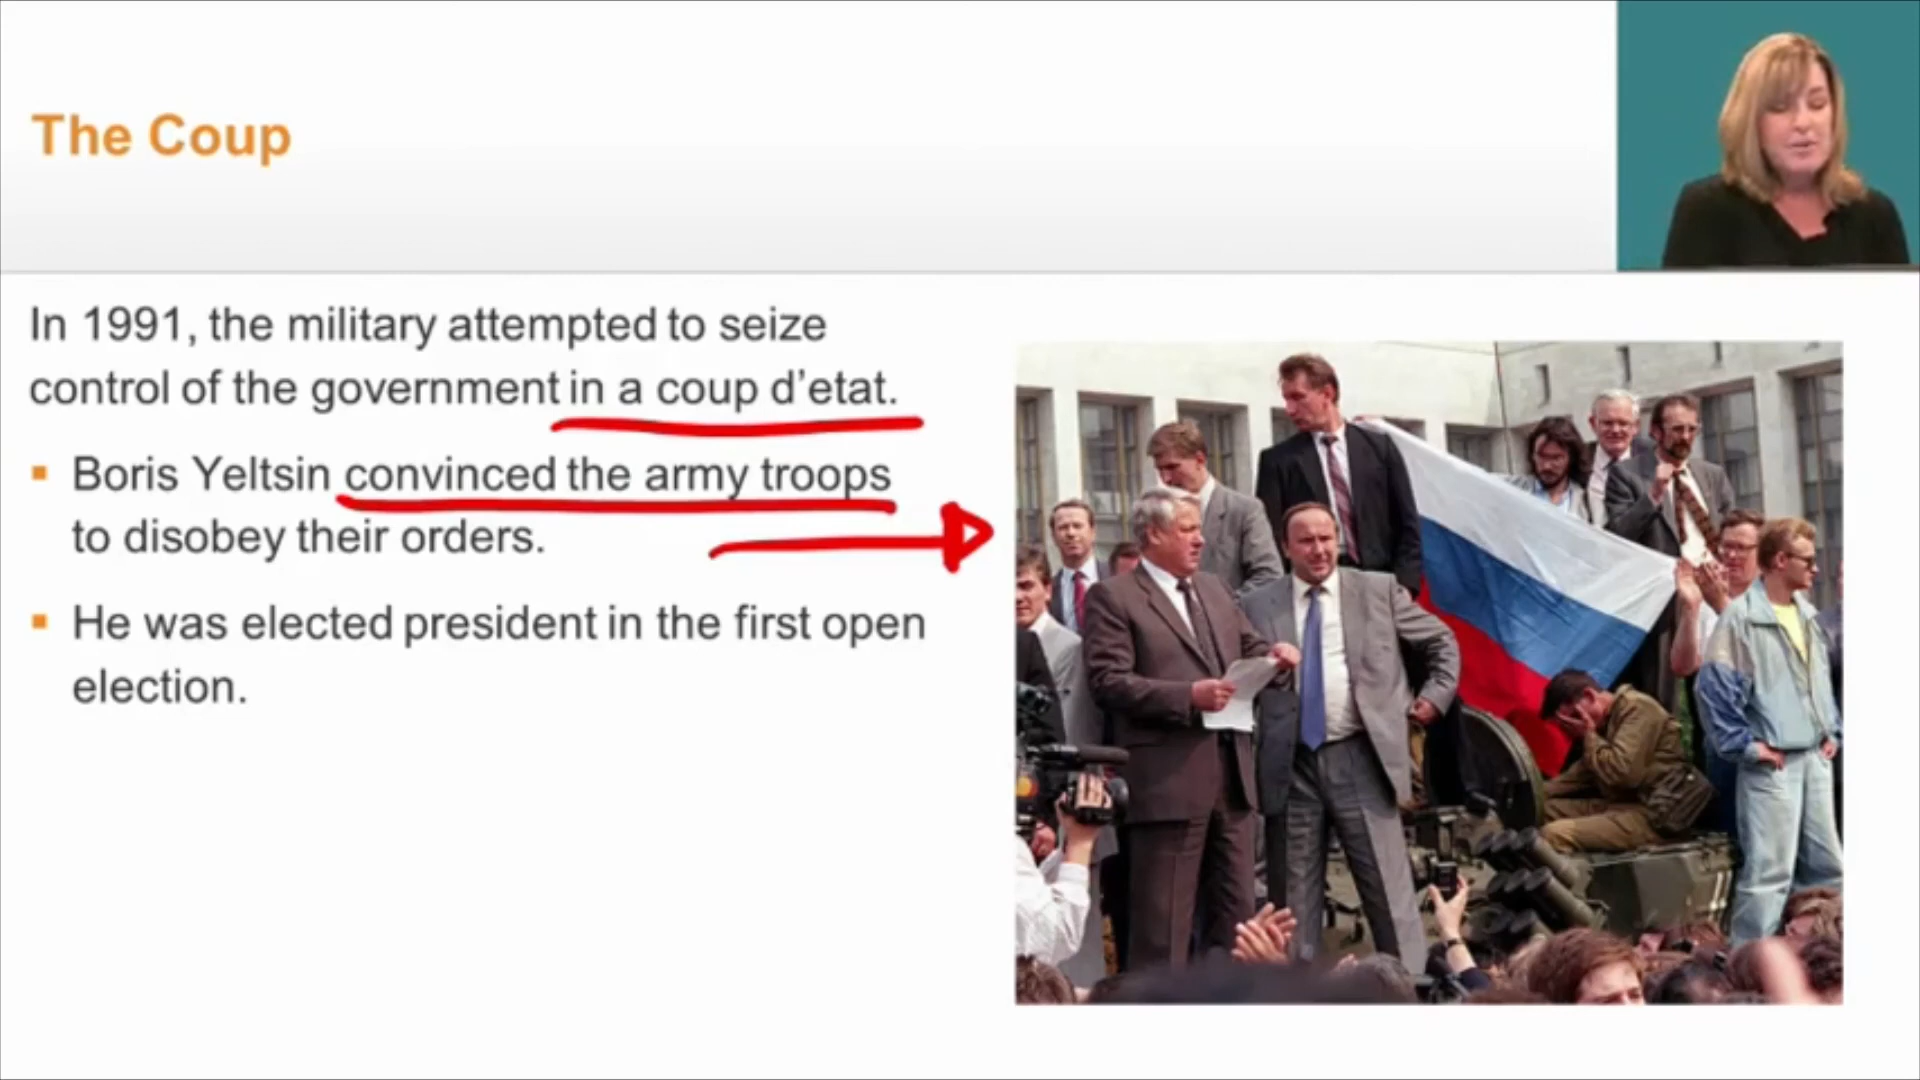 The Coup
In 1991, the military attempted to seize
control of the government in a coup d’etat.
▪ Boris Yeltsin convinced the army troops
to disobey their orders.
▪ He was elected president in the first open
election.